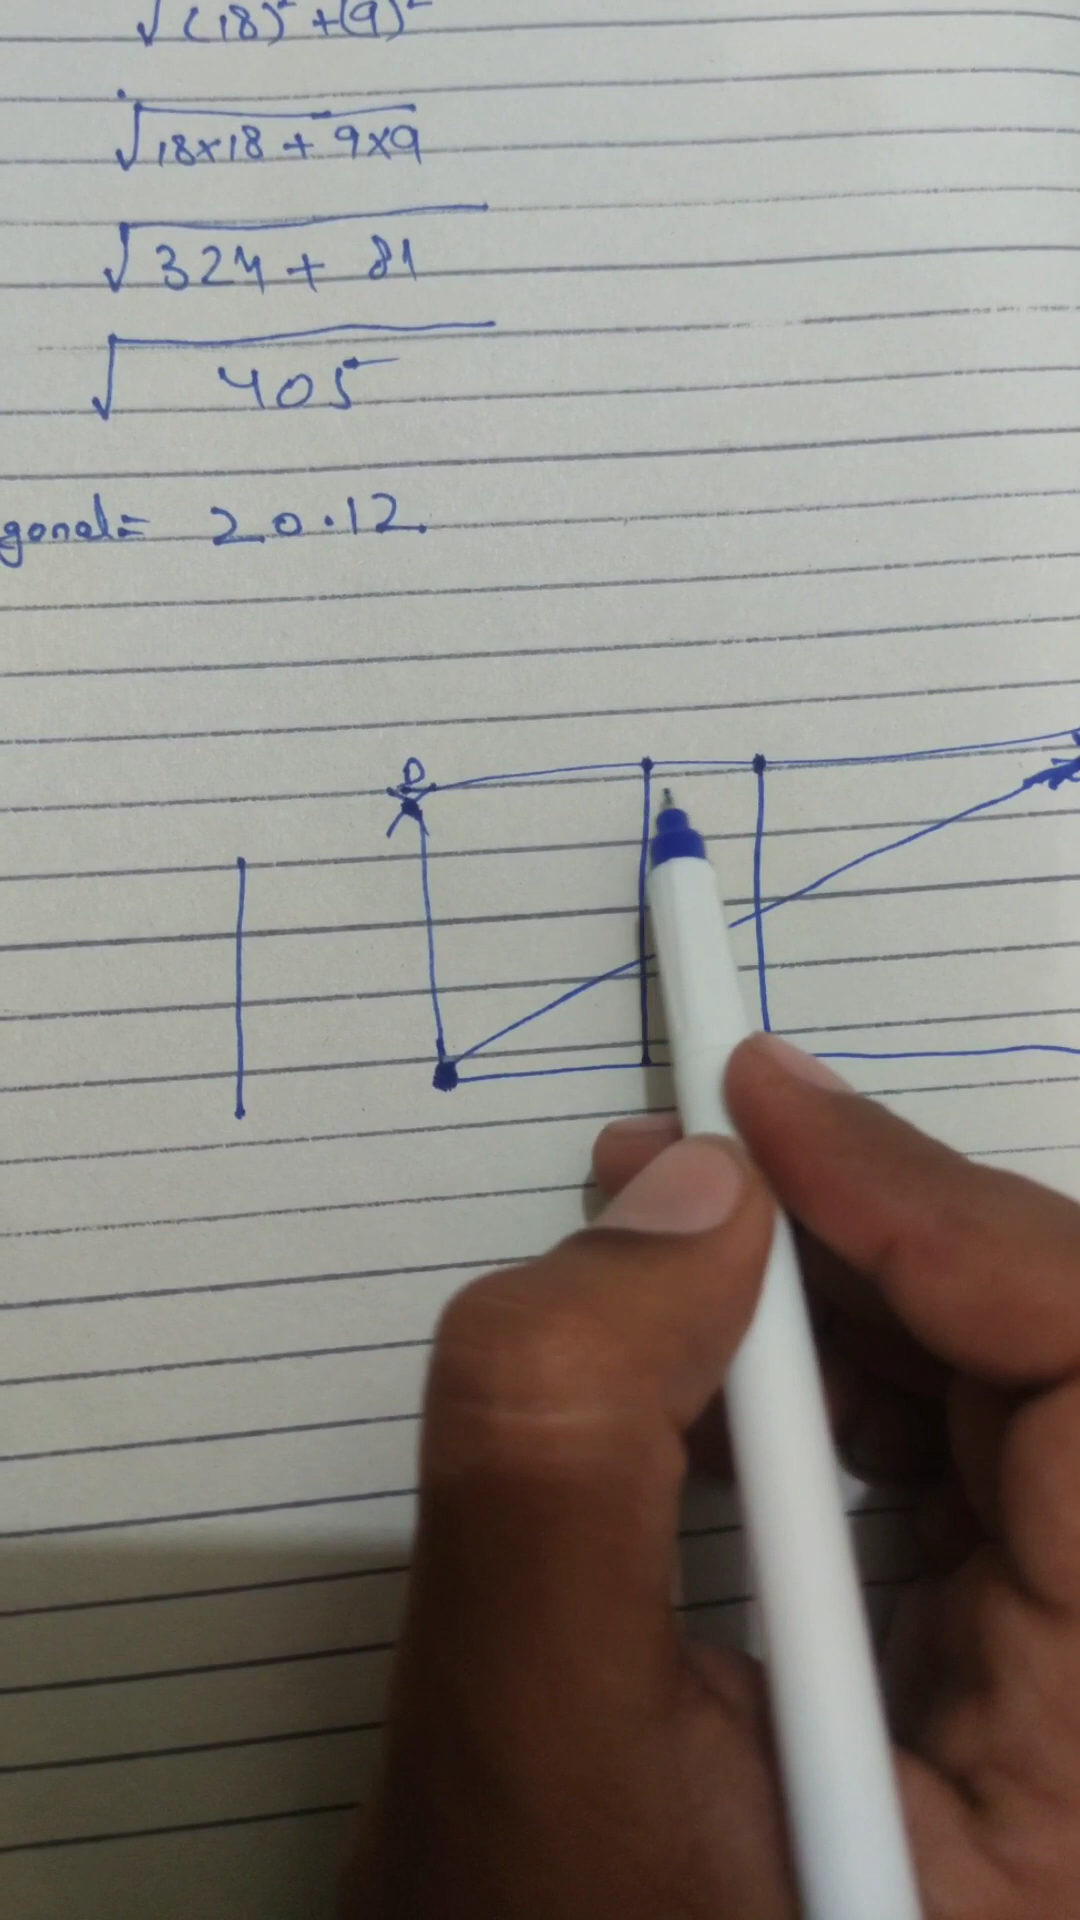 √(18)² + (9)²
√18×18 + 9×9
√324 + 81
√405
gonal = 20.12.